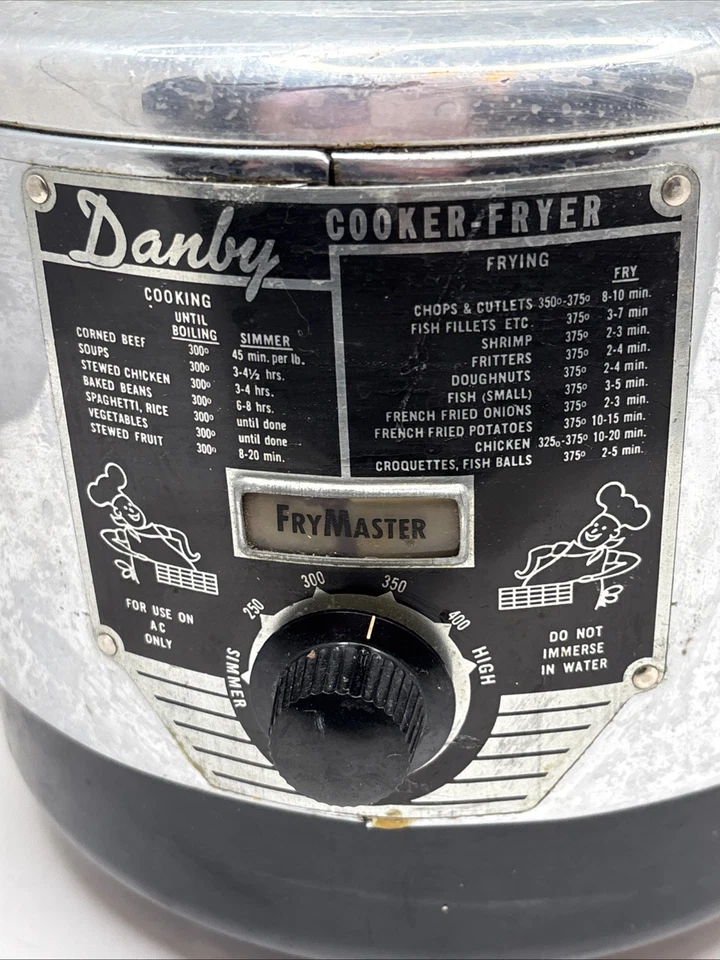 Danby COOKER-FRYER
COOKING
UNTIL BOILING SIMMER
CORNED BEEF 300° 45 min. per lb.
SOUPS 300° 3-4½ hrs.
STEWED CHICKEN 300° 3-4 hrs.
BAKED BEANS 300° 6-8 hrs.
SPAGHETTI, RICE 300° until done
VEGETABLES 300° until done
STEWED FRUIT 300° 8-20 min.
FRYING
FRY
CHOPS & CUTLETS 350°-375° 8-10 min.
FISH FILLETS ETC. 375° 3-7 min.
SHRIMP 375° 2-3 min.
FRITTERS 375° 2-4 min.
DOUGHNUTS 375° 2-4 min.
FISH (SMALL) 375° 3-5 min.
FRENCH FRIED ONIONS 375° 2-3 min.
FRENCH FRIED POTATOES 375° 10-15 min.
CHICKEN 325°-375° 10-20 min.
CROQUETTES, FISH BALLS 375° 2-5 min.
FRYMASTER
FOR USE ON
AC
ONLY
SIMMER 250 300 350 400 HIGH
DO NOT
IMMERSE
IN WATER